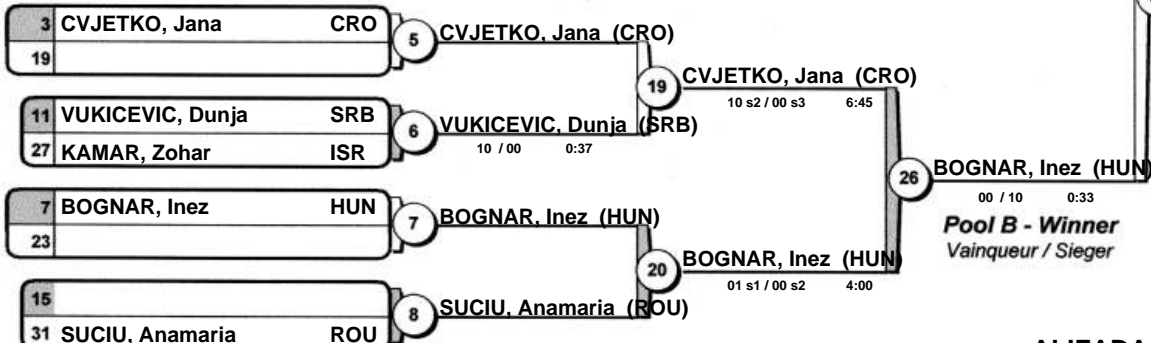 3 CVJETKO, Jana CRO
19
5 CVJETKO, Jana (CRO)
11 VUKICEVIC, Dunja SRB
27 KAMAR, Zohar ISR
6 VUKICEVIC, Dunja (SRB)
10 / 00 0:37
19 CVJETKO, Jana (CRO)
10 s2 / 00 s3 6:45
7 BOGNAR, Inez HUN
23
7 BOGNAR, Inez (HUN)
15
31 SUCIU, Anamaria ROU
8 SUCIU, Anamaria (ROU)
20 BOGNAR, Inez (HUN)
01 s1 / 00 s2 4:00
26 BOGNAR, Inez (HUN)
00 / 10 0:33
Pool B - Winner
Vainqueur / Sieger